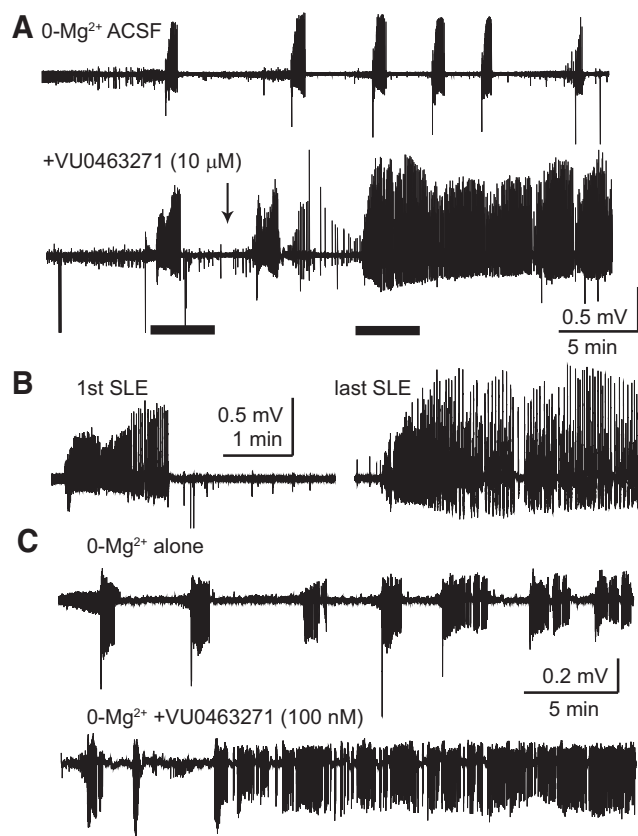 A 0-Mg²⁺ ACSF
+VU0463271 (10 μM)
0.5 mV
5 min
B
1st SLE
0.5 mV
1 min
last SLE
C
0-Mg²⁺ alone
0.2 mV
5 min
0-Mg²⁺ +VU0463271 (100 nM)